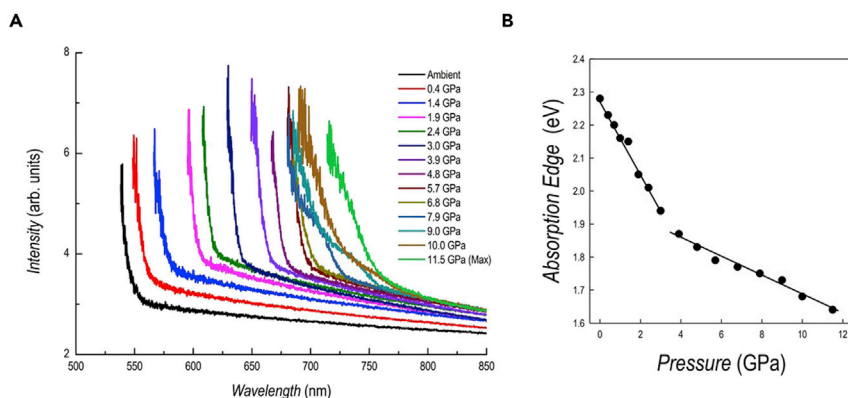 A
B
8
6
4
2
Intensity (arb. units)
500
550
600
650
700
750
800
850
Wavelength (nm)
Ambient
0.4 GPa
1.4 GPa
1.9 GPa
2.4 GPa
3.0 GPa
3.9 GPa
4.8 GPa
5.7 GPa
6.8 GPa
7.9 GPa
9.0 GPa
10.0 GPa
11.5 GPa (Max)
2.4
2.3
2.2
2.1
2.0
1.9
1.8
1.7
1.6
Absorption Edge (eV)
0
2
4
6
8
10
12
Pressure (GPa)